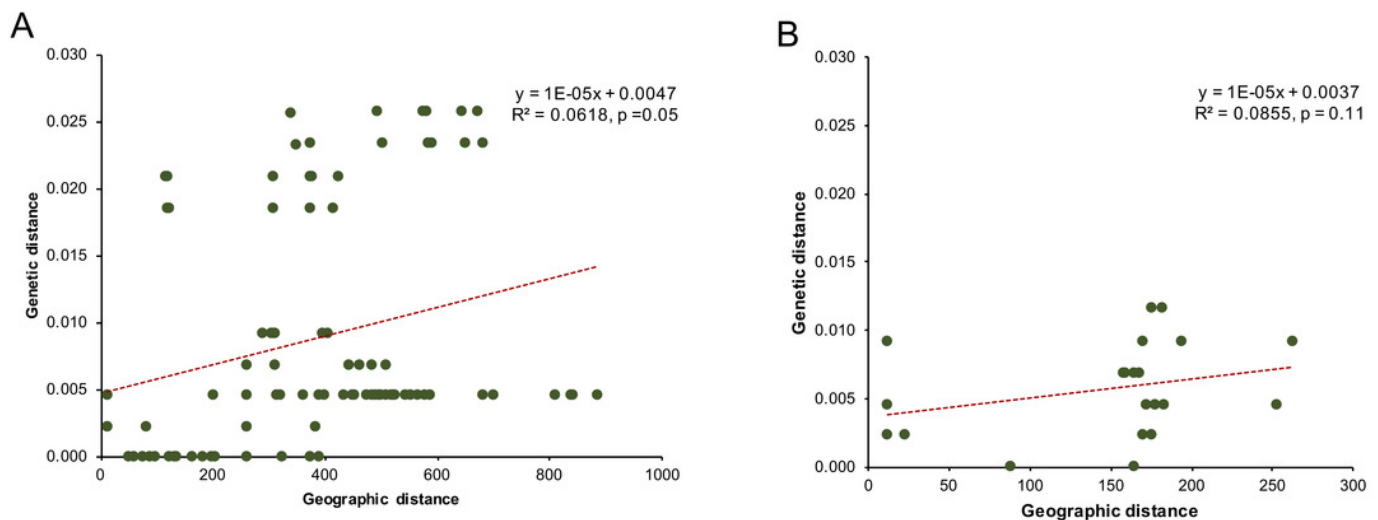 A
0.030
0.025
0.020
0.015
0.010
0.005
0.000
Genetic distance
y = 1E-05x + 0.0047
R² = 0.0618, p =0.05
0 200 400 600 800 1000
Geographic distance
B
0.030
0.025
0.020
0.015
0.010
0.005
0.000
Genetic distance
y = 1E-05x + 0.0037
R² = 0.0855, p = 0.11
0 50 100 150 200 250 300
Geographic distance